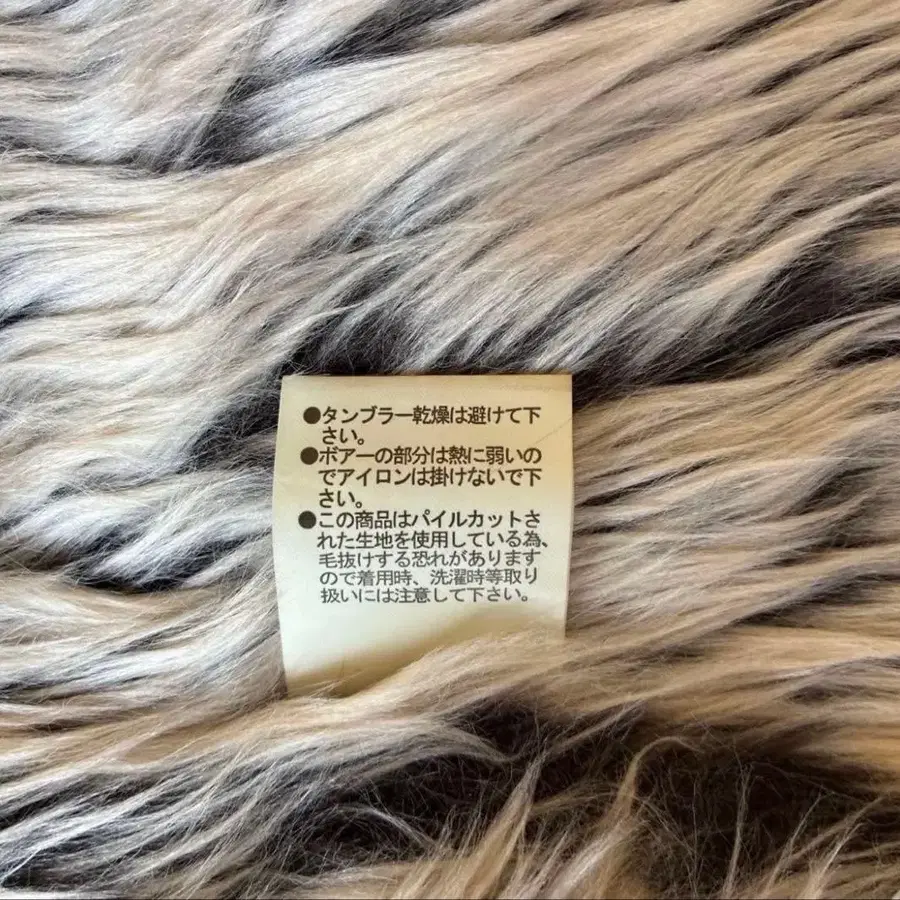 ●タンブラー乾燥は避けて下
さい。
●ボアーの部分は熱に弱いの
でアイロンは掛けないで下
さい。
●この商品はパイルカットさ
れた生地を使用している為、
毛抜けする恐れがあります
ので着用時、洗濯時等取り
扱いには注意して下さい。